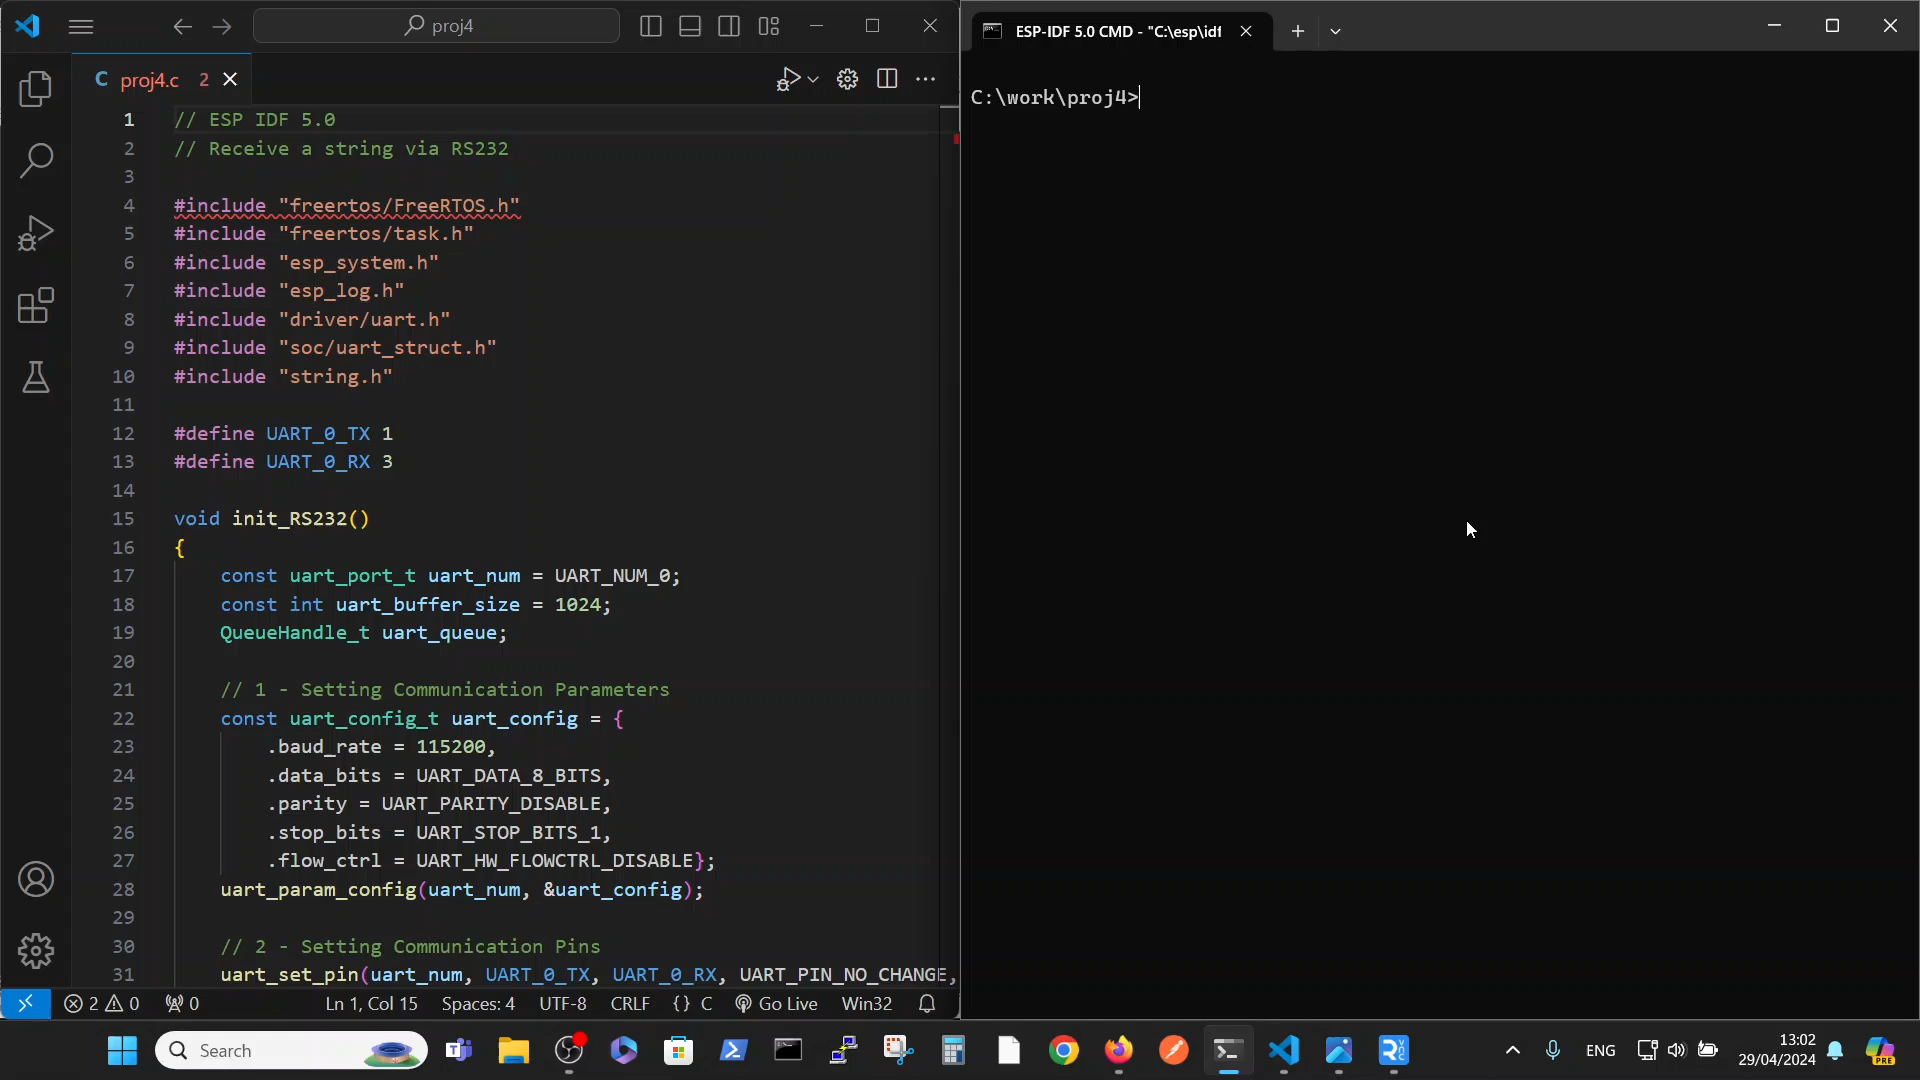 proj4
C proj4.c 2
1 // ESP IDF 5.0
2 // Receive a string via RS232
3
4 #include "freertos/FreeRTOS.h"
5 #include "freertos/task.h"
6 #include "esp_system.h"
7 #include "esp_log.h"
8 #include "driver/uart.h"
9 #include "soc/uart_struct.h"
10 #include "string.h"
11
12 #define UART_0_TX 1
13 #define UART_0_RX 3
14
15 void init_RS232()
16 {
17 const uart_port_t uart_num = UART_NUM_0;
18 const int uart_buffer_size = 1024;
19 QueueHandle_t uart_queue;
20
21 // 1 - Setting Communication Parameters
22 const uart_config_t uart_config = {
23 .baud_rate = 115200,
24 .data_bits = UART_DATA_8_BITS,
25 .parity = UART_PARITY_DISABLE,
26 .stop_bits = UART_STOP_BITS_1,
27 .flow_ctrl = UART_HW_FLOWCTRL_DISABLE};
28 uart_param_config(uart_num, &uart_config);
29
30 // 2 - Setting Communication Pins
31 uart_set_pin(uart_num, UART_0_TX, UART_0_RX, UART_PIN_NO_CHANGE,
2 0 0 Ln 1, Col 15 Spaces: 4 UTF-8 CRLF {} C Go Live Win32
ESP-IDF 5.0 CMD - "C:\esp\idf
C:\work\proj4>
Search
ENG
13:02
29/04/2024
PRE